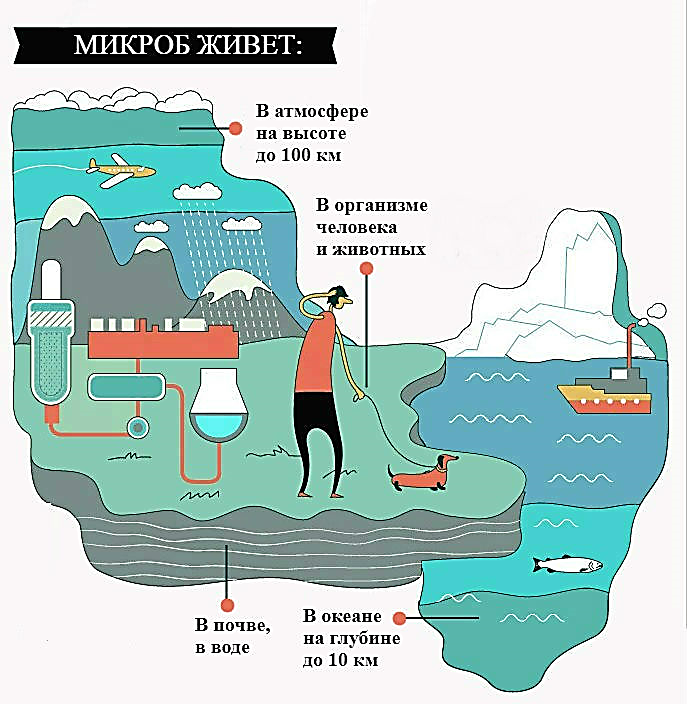 МИКРОБ ЖИВЕТ:
В атмосфере
на высоте
до 100 км
В организме
человека
и животных
В почве,
в воде
В океане
на глубине
до 10 км